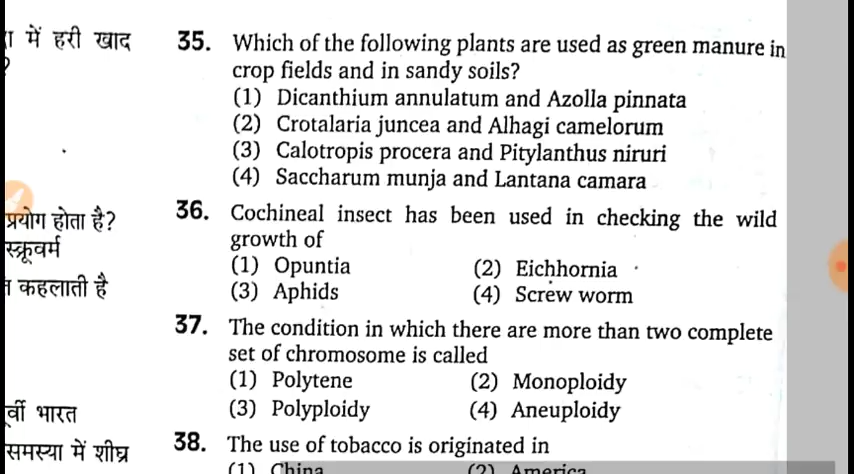 ा में हरी खाद
?
प्रयोग होता है?
स्क्रूवर्म
कहलाती है
र्वी भारत
समस्या में शीघ्र
35. Which of the following plants are used as green manure in
crop fields and in sandy soils?
(1) Dicanthium annulatum and Azolla pinnata
(2) Crotalaria juncea and Alhagi camelorum
(3) Calotropis procera and Pitylanthus niruri
(4) Saccharum munja and Lantana camara
36. Cochineal insect has been used in checking the wild
growth of
(1) Opuntia (2) Eichhornia
(3) Aphids (4) Screw worm
37. The condition in which there are more than two complete
set of chromosome is called
(1) Polytene (2) Monoploidy
(3) Polyploidy (4) Aneuploidy
38. The use of tobacco is originated in
(1) China (2) America